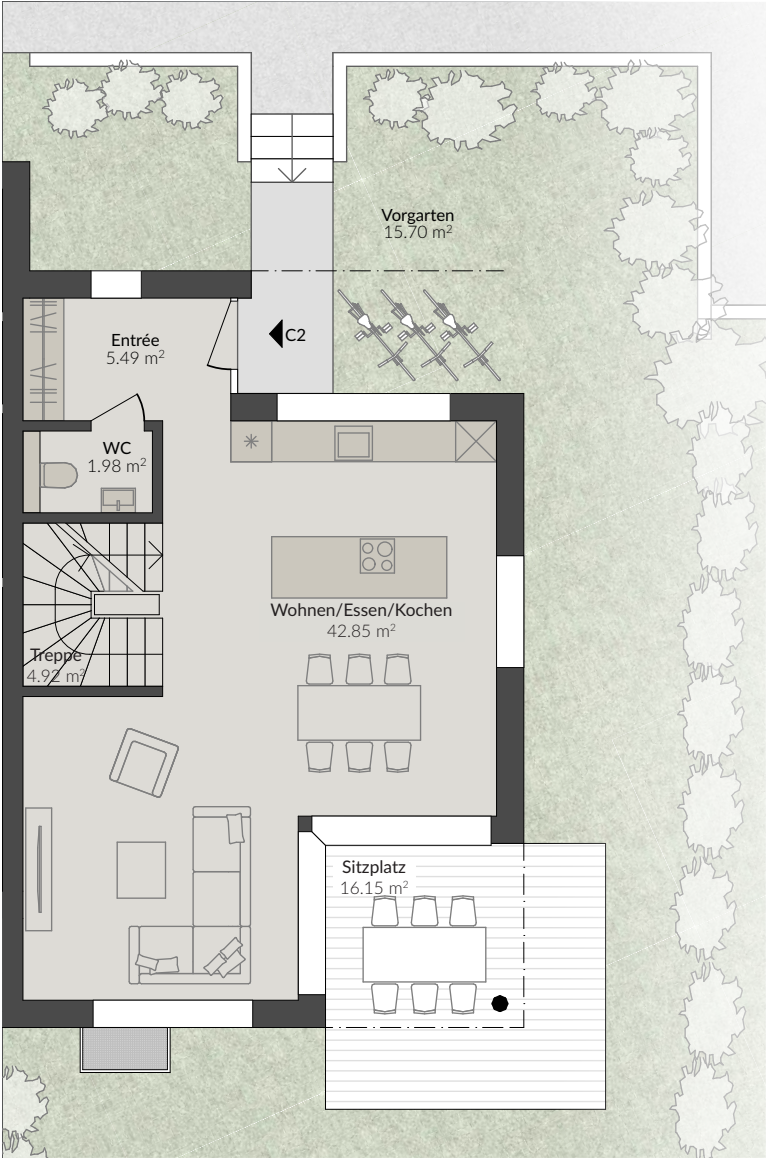 Vorgarten
15.70 m²
Entrée
5.49 m²
C2
WC
1.98 m²
Wohnen/Essen/Kochen
42.85 m²
Treppe
4.92 m²
Sitzplatz
16.15 m²